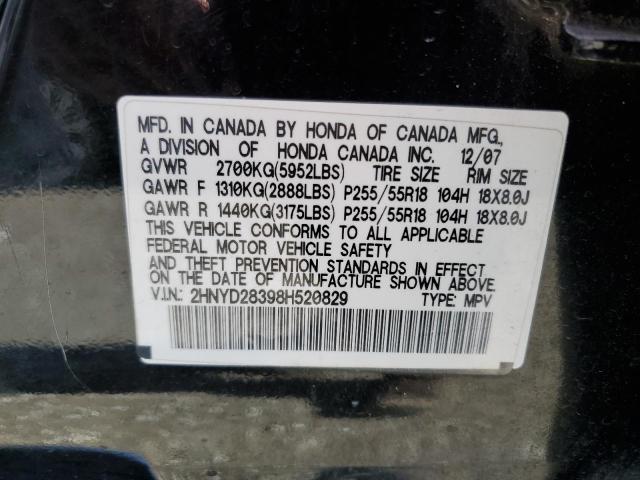 MFD. IN CANADA BY HONDA OF CANADA MFG.,
A DIVISION OF HONDA CANADA INC. 12/07
GVWR 2700KG(5952LBS) TIRE SIZE RIM SIZE
GAWR F 1310KG(2888LBS) P255/55R18 104H 18X8.0J
GAWR R 1440KG(3175LBS) P255/55R18 104H 18X8.0J
THIS VEHICLE CONFORMS TO ALL APPLICABLE
FEDERAL MOTOR VEHICLE SAFETY
AND THEFT PREVENTION STANDARDS IN EFFECT
ON THE DATE OF MANUFACTURE SHOWN ABOVE.
V.I.N.: 2HNYD28398H520829 TYPE: MPV